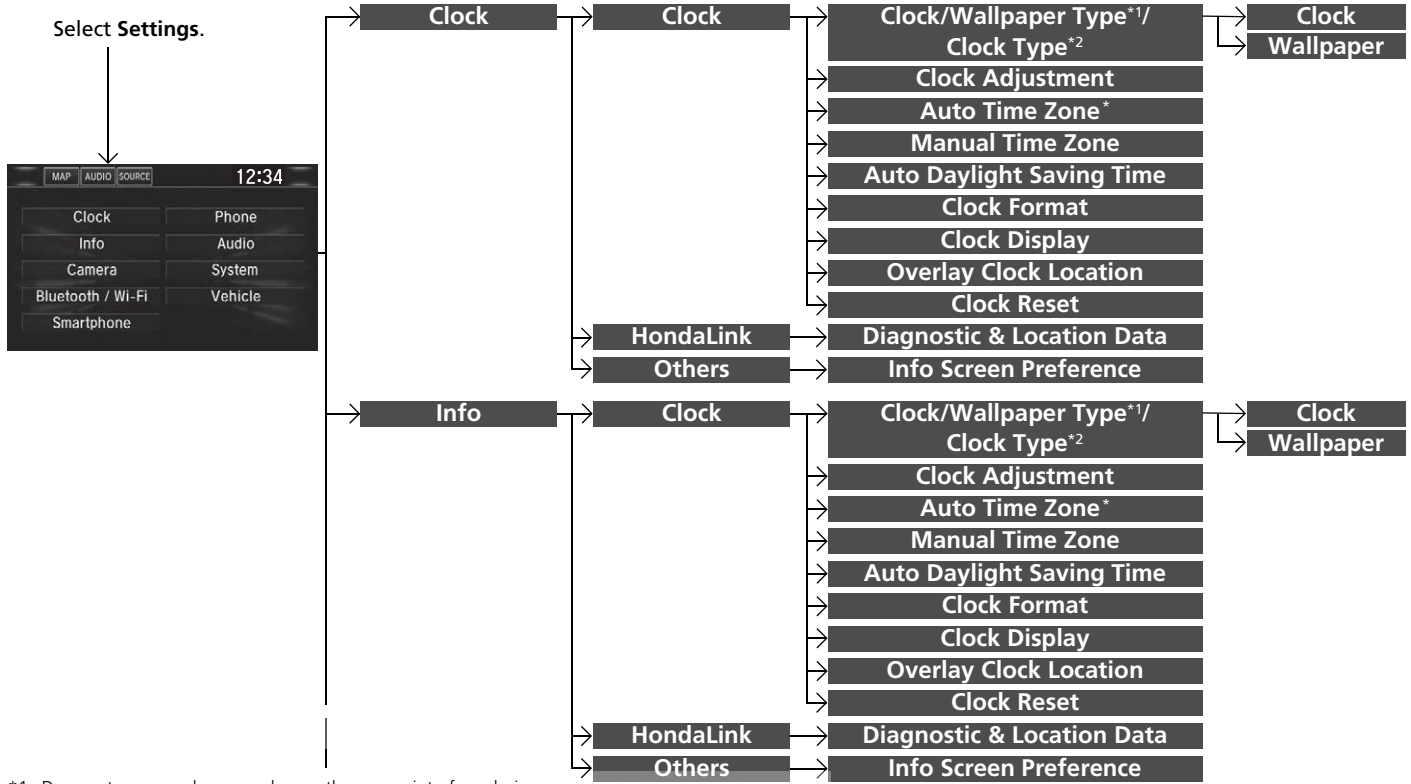 Select Settings.
MAP AUDIO SOURCE 12:34
Clock Phone
Info Audio
Camera System
Bluetooth / Wi-Fi Vehicle
Smartphone
Clock
Clock
Clock/Wallpaper Type*1/
Clock Type*2
Clock
Wallpaper
Clock Adjustment
Auto Time Zone*
Manual Time Zone
Auto Daylight Saving Time
Clock Format
Clock Display
Overlay Clock Location
Clock Reset
HondaLink
Diagnostic & Location Data
Others
Info Screen Preference
Info
Clock
Clock/Wallpaper Type*1/
Clock Type*2
Clock
Wallpaper
Clock Adjustment
Auto Time Zone*
Manual Time Zone
Auto Daylight Saving Time
Clock Format
Clock Display
Overlay Clock Location
Clock Reset
HondaLink
Diagnostic & Location Data
Others
Info Screen Preference